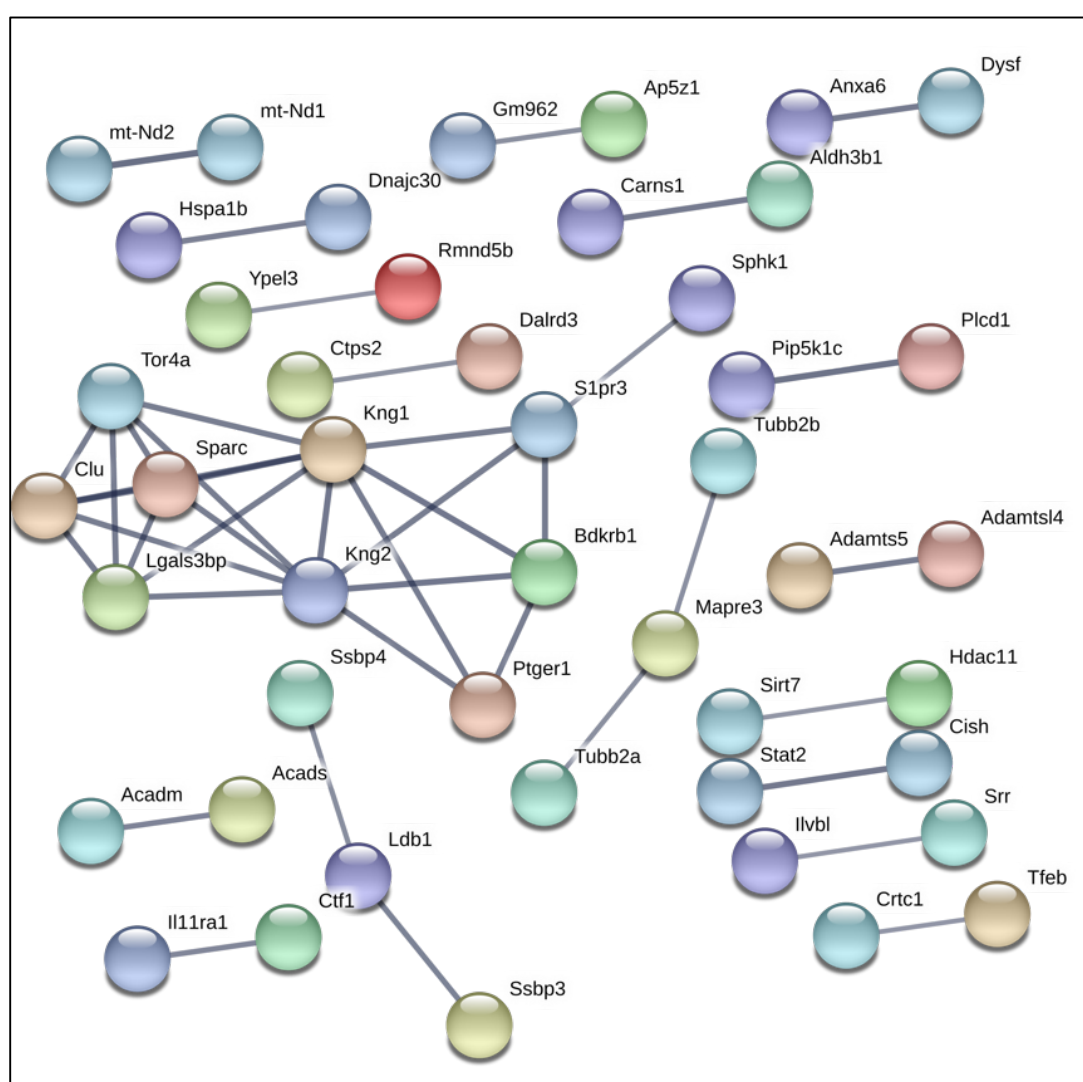 Dysf
Anxa6
Ap5z1
Gm962
mt-Nd1
mt-Nd2
Aldh3b1
Dnajc30
Carns1
Hspa1b
Rmnd5b
Sphk1
Ypel3
Dalrd3
Plcd1
Ctps2
Pip5k1c
Tor4a
S1pr3
Kng1
Tubb2b
Sparc
Clu
Adamtsl4
Bdkrb1
Adamts5
Kng2
Lgals3bp
Mapre3
Ssbp4
Ptger1
Hdac11
Sirt7
Cish
Tubb2a
Stat2
Acads
Acadm
Srr
Ilvbl
Ldb1
Tfeb
Ctf1
Crtc1
Il11ra1
Ssbp3